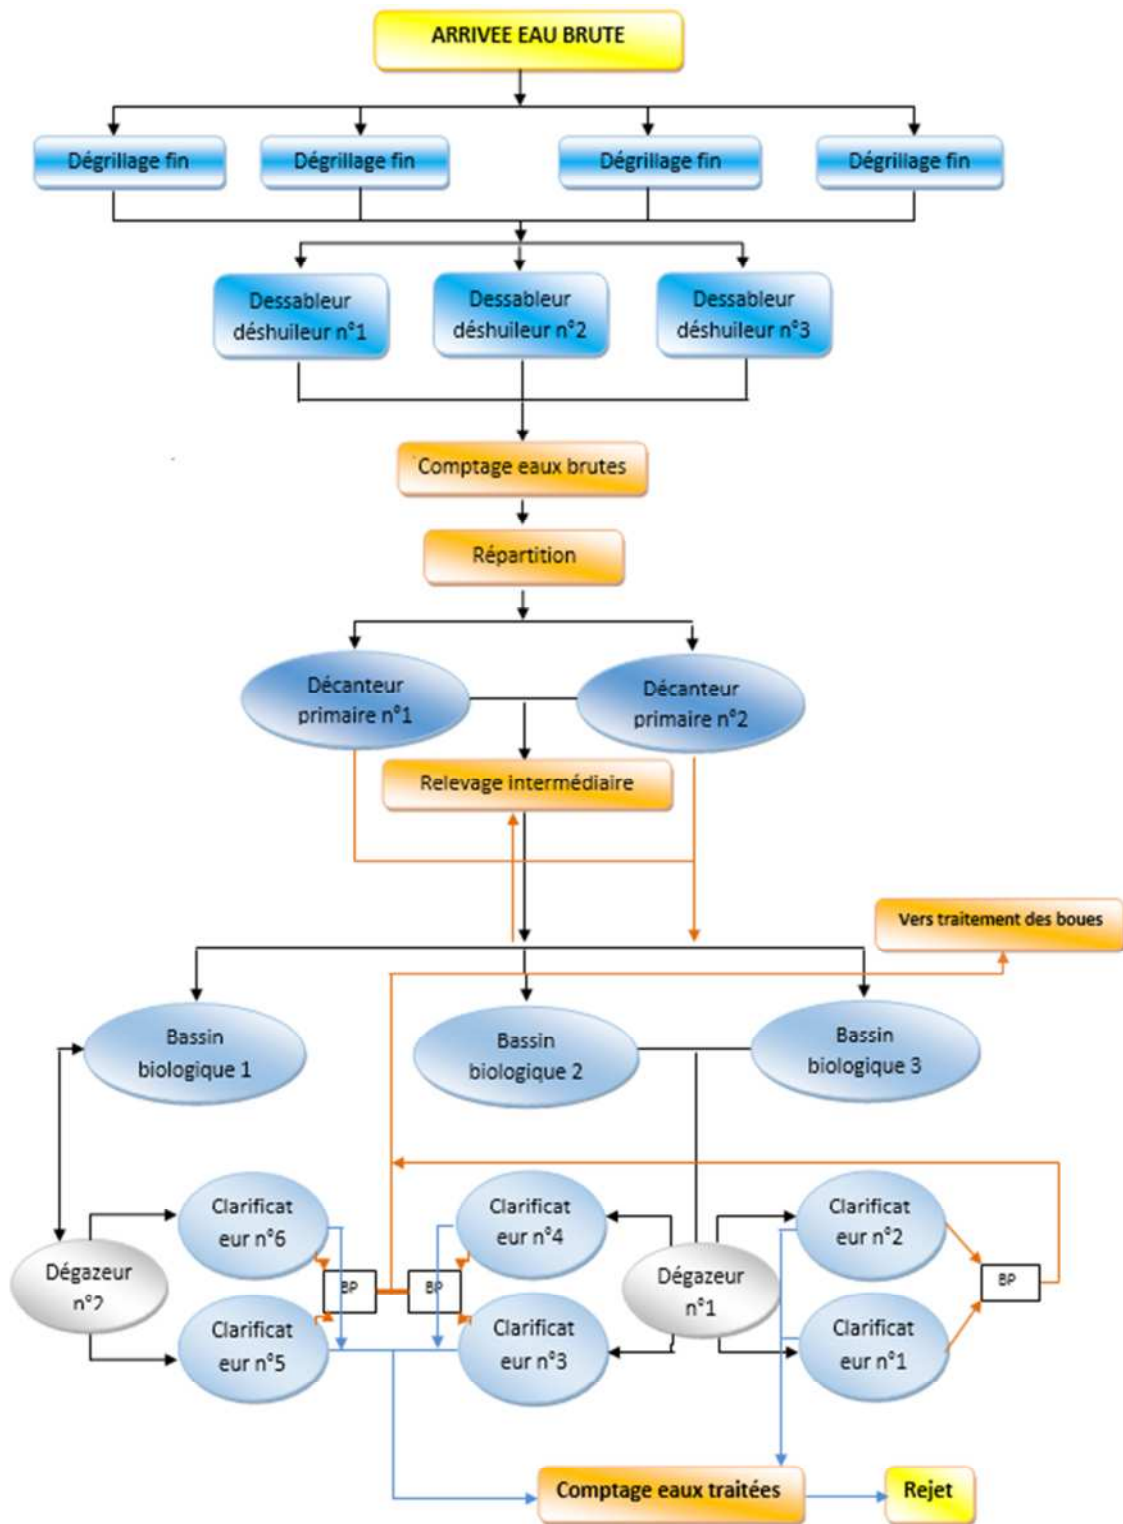 ARRIVEE EAU BRUTE
Dégrillage fin
Dégrillage fin
Dégrillage fin
Dégrillage fin
Dessableur
déshuileur n°1
Dessableur
déshuileur n°2
Dessableur
déshuileur n°3
Comptage eaux brutes
Répartition
Décanteur
primaire n°1
Décanteur
primaire n°2
Relevage intermédiaire
Vers traitement des boues
Bassin
biologique 1
Bassin
biologique 2
Bassin
biologique 3
Clarificat
eur n°6
Clarificat
eur n°4
Clarificat
eur n°2
Dégazeur
n°2
BP
BP
Dégazeur
n°1
BP
Clarificat
eur n°5
Clarificat
eur n°3
Clarificat
eur n°1
Comptage eaux traitées
Rejet